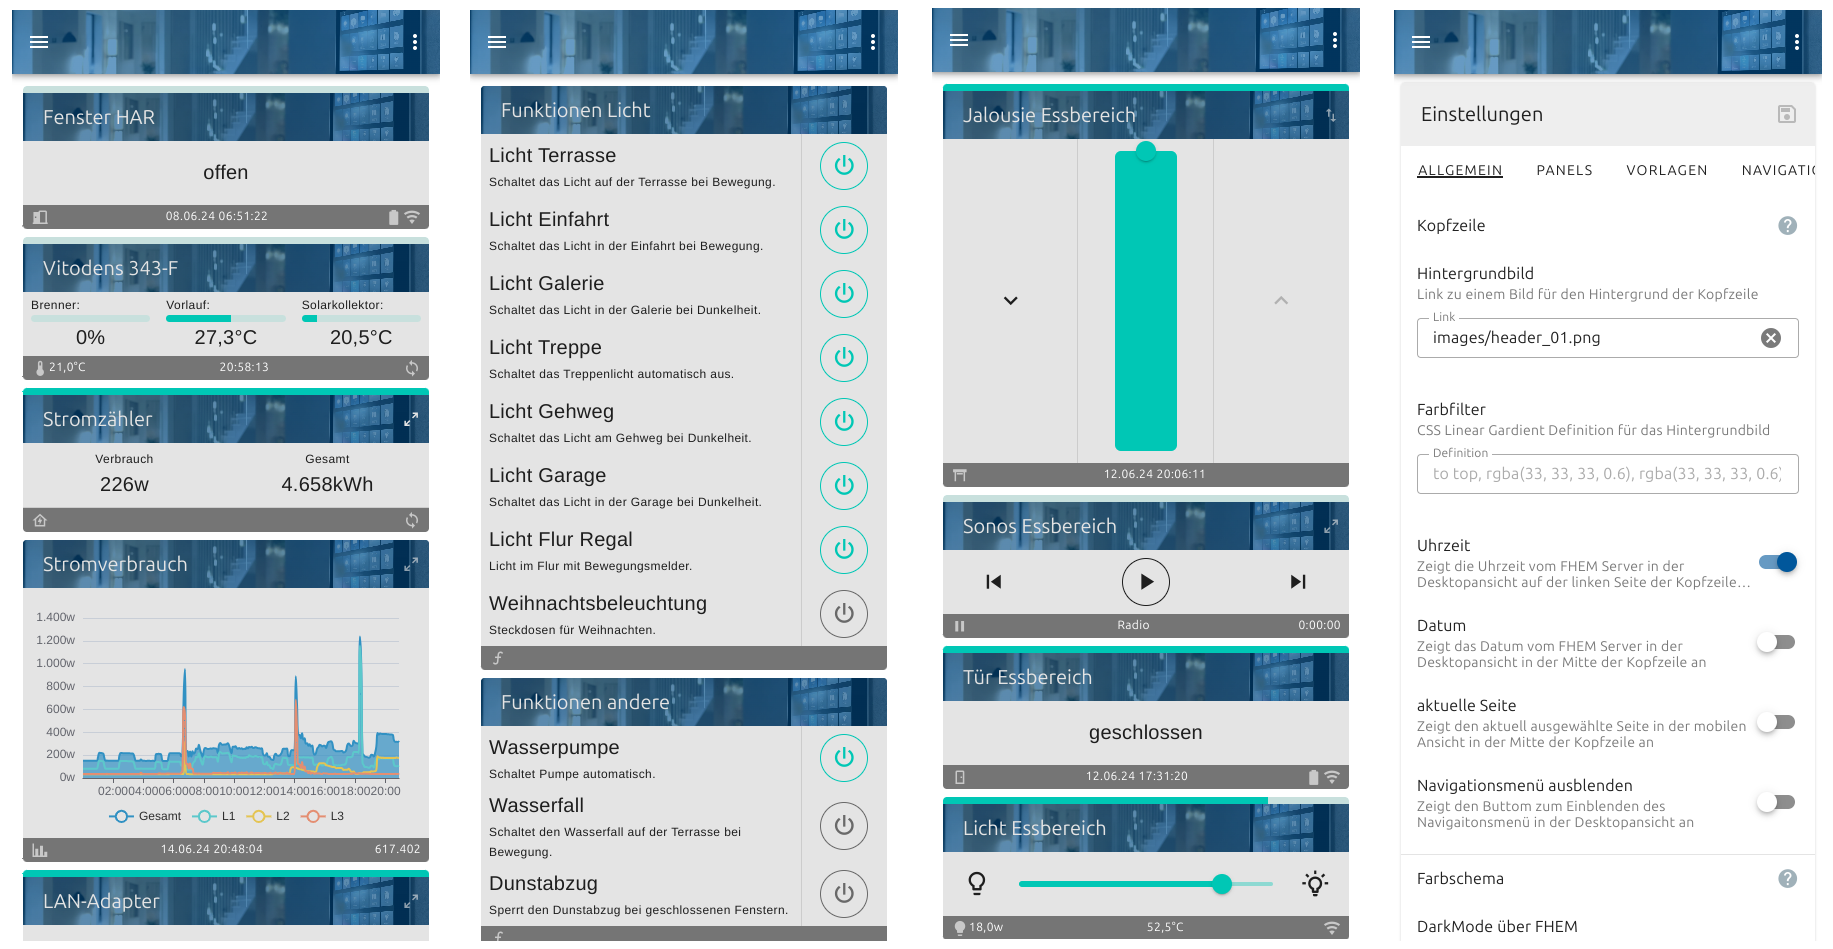 Fenster HAR
offen
08.06.24 06:51:22
Vitodens 343-F
Brenner: Vorlauf: Solarkollektor:
0% 27,3°C 20,5°C
21,0°C 20:58:13
Stromzähler
Verbrauch Gesamt
226w 4.658kWh
Stromverbrauch
1.400w
1.200w
1.000w
800w
600w
400w
200w
0w
02:00 04:00 06:00 08:00 10:00 12:00 14:00 16:00 18:00 20:00
Gesamt L1 L2 L3
14.06.24 20:48:04 617.402
LAN-Adapter
Funktionen Licht
Licht Terrasse
Schaltet das Licht auf der Terrasse bei Bewegung.
Licht Einfahrt
Schaltet das Licht in der Einfahrt bei Bewegung.
Licht Galerie
Schaltet das Licht in der Galerie bei Dunkelheit.
Licht Treppe
Schaltet das Treppenlicht automatisch aus.
Licht Gehweg
Schaltet das Licht am Gehweg bei Dunkelheit.
Licht Garage
Schaltet das Licht in der Garage bei Dunkelheit.
Licht Flur Regal
Licht im Flur mit Bewegungsmelder.
Weihnachtsbeleuchtung
Steckdosen für Weihnachten.
Funktionen andere
Wasserpumpe
Schaltet Pumpe automatisch.
Wasserfall
Schaltet den Wasserfall auf der Terrasse bei
Bewegung.
Dunstabzug
Sperrt den Dunstabzug bei geschlossenen Fenstern.
Jalousie Essbereich
12.06.24 20:06:11
Sonos Essbereich
Radio 0:00:00
Tür Essbereich
geschlossen
12.06.24 17:31:20
Licht Essbereich
18,0w 52,5°C
Einstellungen
ALLGEMEIN PANELS VORLAGEN NAVIGATIO
Kopfzeile
Hintergrundbild
Link zu einem Bild für den Hintergrund der Kopfzeile
Link
images/header_01.png
Farbfilter
CSS Linear Gardient Definition für das Hintergrundbild
Definition
to top, rgba(33, 33, 33, 0.6), rgba(33, 33, 33, 0.6)
Uhrzeit
Zeigt die Uhrzeit vom FHEM Server in der
Desktopansicht auf der linken Seite der Kopfzeile…
Datum
Zeigt das Datum vom FHEM Server in der
Desktopansicht in der Mitte der Kopfzeile an
aktuelle Seite
Zeigt den aktuell ausgewählte Seite in der mobilen
Ansicht in der Mitte der Kopfzeile an
Navigationsmenü ausblenden
Zeigt den Buttom zum Einblenden des
Navigaitonsmenü in der Desktopansicht an
Farbschema
DarkMode über FHEM